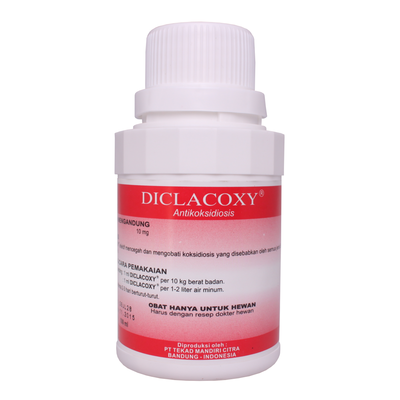 DICLACOXY®
Antikoksidiosis
10 mg
mencegah dan mengobati koksidiosis yang disebabkan oleh
PEMAKAIAN
DICLACOXY® per 10 kg berat badan.
DICLACOXY® per 1-2 liter air minum.
hari berturut-turut.
OBAT HANYA UNTUK HEWAN
Harus dengan resep dokter hewan
Diproduksi oleh :
PT TEKAD MANDIRI CITRA
BANDUNG - INDONESIA